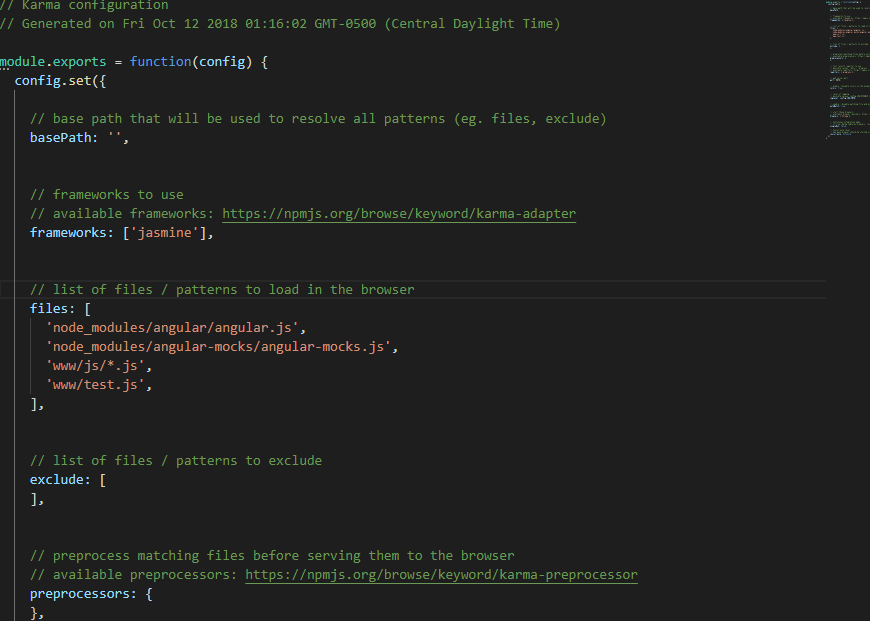 // Karma configuration
// Generated on Fri Oct 12 2018 01:16:02 GMT-0500 (Central Daylight Time)
module.exports = function(config) {
config.set({
// base path that will be used to resolve all patterns (eg. files, exclude)
basePath: '',
// frameworks to use
// available frameworks: https://npmjs.org/browse/keyword/karma-adapter
frameworks: ['jasmine'],
// list of files / patterns to load in the browser
files: [
'node_modules/angular/angular.js',
'node_modules/angular-mocks/angular-mocks.js',
'www/js/*.js',
'www/test.js',
],
// list of files / patterns to exclude
exclude: [
],
// preprocess matching files before serving them to the browser
// available preprocessors: https://npmjs.org/browse/keyword/karma-preprocessor
preprocessors: {
},